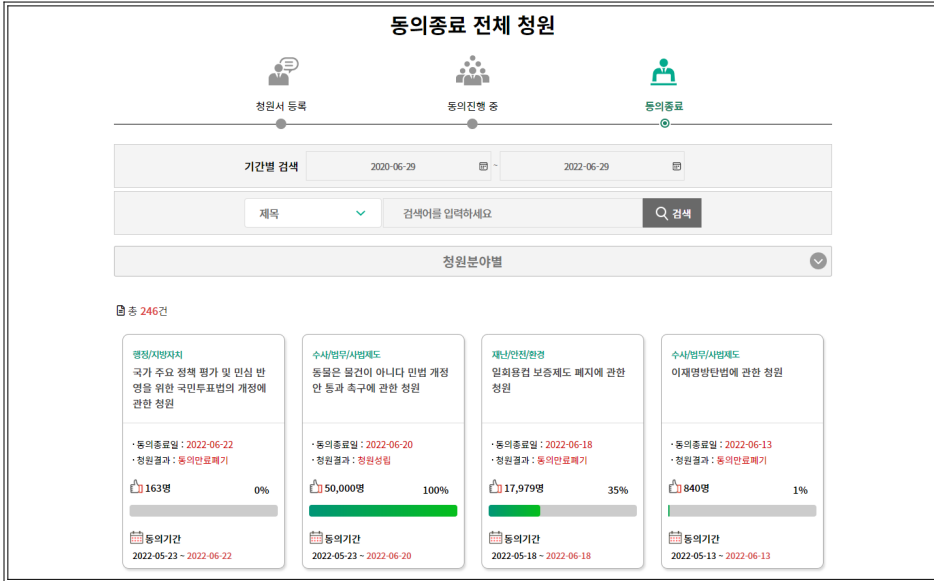 동의종료 전체 청원
청원서 등록
동의진행 중
동의종료
기간별 검색
2020-06-29
~
2022-06-29
제목
검색어를 입력하세요
검색
청원분야별
총 246건
행정/지방자치
국가 주요 정책 평가 및 민심 반
영을 위한 국민투표법의 개정에
관한 청원
· 동의종료일 : 2022-06-22
· 청원결과 : 동의만료폐기
163명 0%
동의기간
2022-05-23 ~ 2022-06-22
수사/법무/사법제도
동물은 물건이 아니다 민법 개정
안 통과 촉구에 관한 청원
· 동의종료일 : 2022-06-20
· 청원결과 : 청원성립
50,000명 100%
동의기간
2022-05-23 ~ 2022-06-20
재난/안전/환경
일회용컵 보증제도 폐지에 관한
청원
· 동의종료일 : 2022-06-18
· 청원결과 : 동의만료폐기
17,979명 35%
동의기간
2022-05-18 ~ 2022-06-18
수사/법무/사법제도
이재명방탄법에 관한 청원
· 동의종료일 : 2022-06-13
· 청원결과 : 동의만료폐기
840명 1%
동의기간
2022-05-13 ~ 2022-06-13